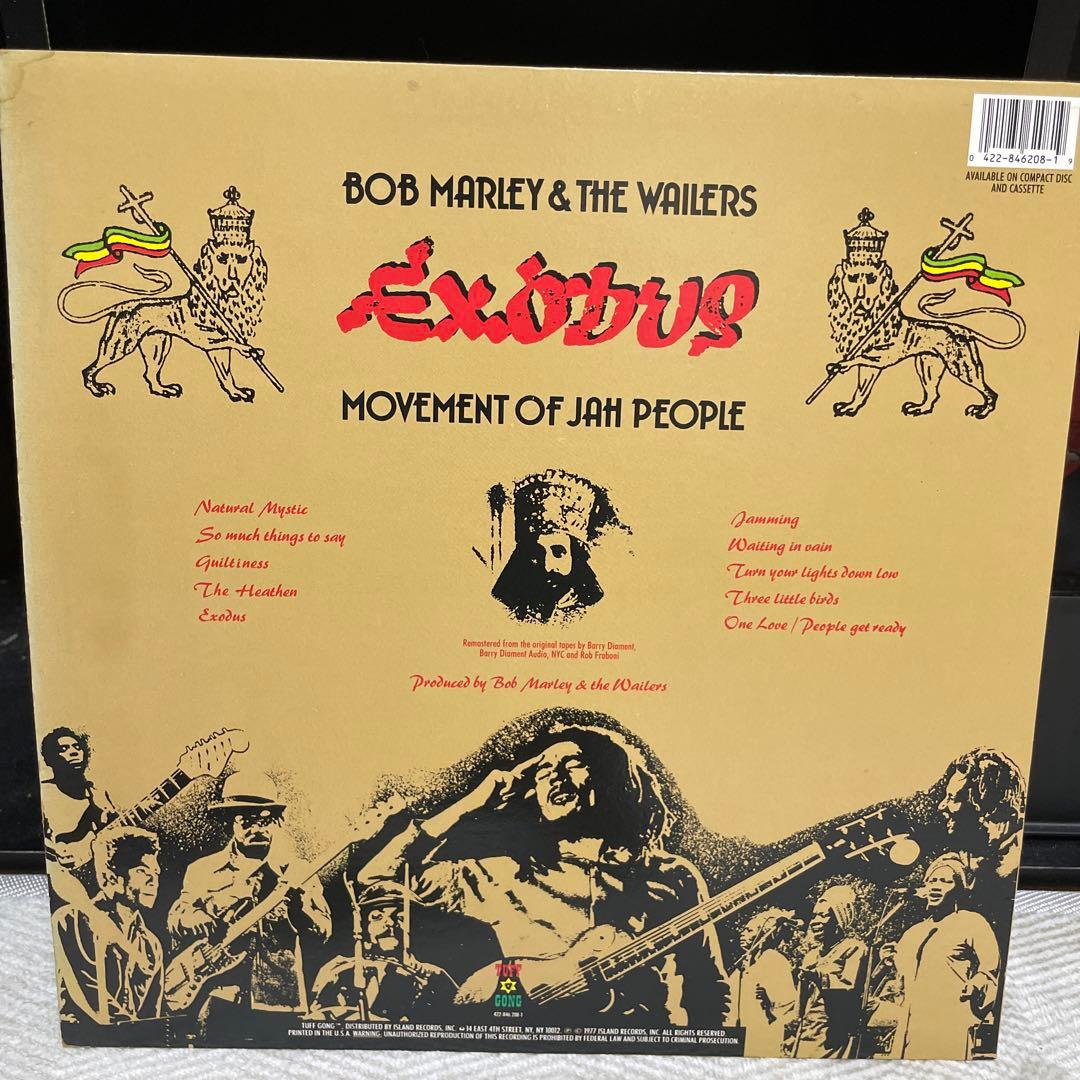 0 422-846208-1 9
AVAILABLE ON COMPACT DISC
AND CASSETTE
BOB MARLEY & THE WAILERS
EXODUS
MOVEMENT OF JAH PEOPLE
Natural Mystic
So much things to say
Guiltiness
The Heathen
Exodus
Jamming
Waiting in vain
Turn your lights down low
Three little birds
One Love / People get ready
Remastered from the original tapes by Barry Diament,
Barry Diament Audio, NYC and Rob Fraboni
Produced by Bob Marley & the Wailers
TUFF
GONG
422-846 208-1
TUFF GONG™, DISTRIBUTED BY ISLAND RECORDS, INC. 14 EAST 4TH STREET, NY, NY 10012. ℗ © 1977 ISLAND RECORDS, INC. ALL RIGHTS RESERVED.
PRINTED IN THE U.S.A. WARNING: UNAUTHORIZED REPRODUCTION OF THIS RECORDING IS PROHIBITED BY FEDERAL LAW AND SUBJECT TO CRIMINAL PROSECUTION.